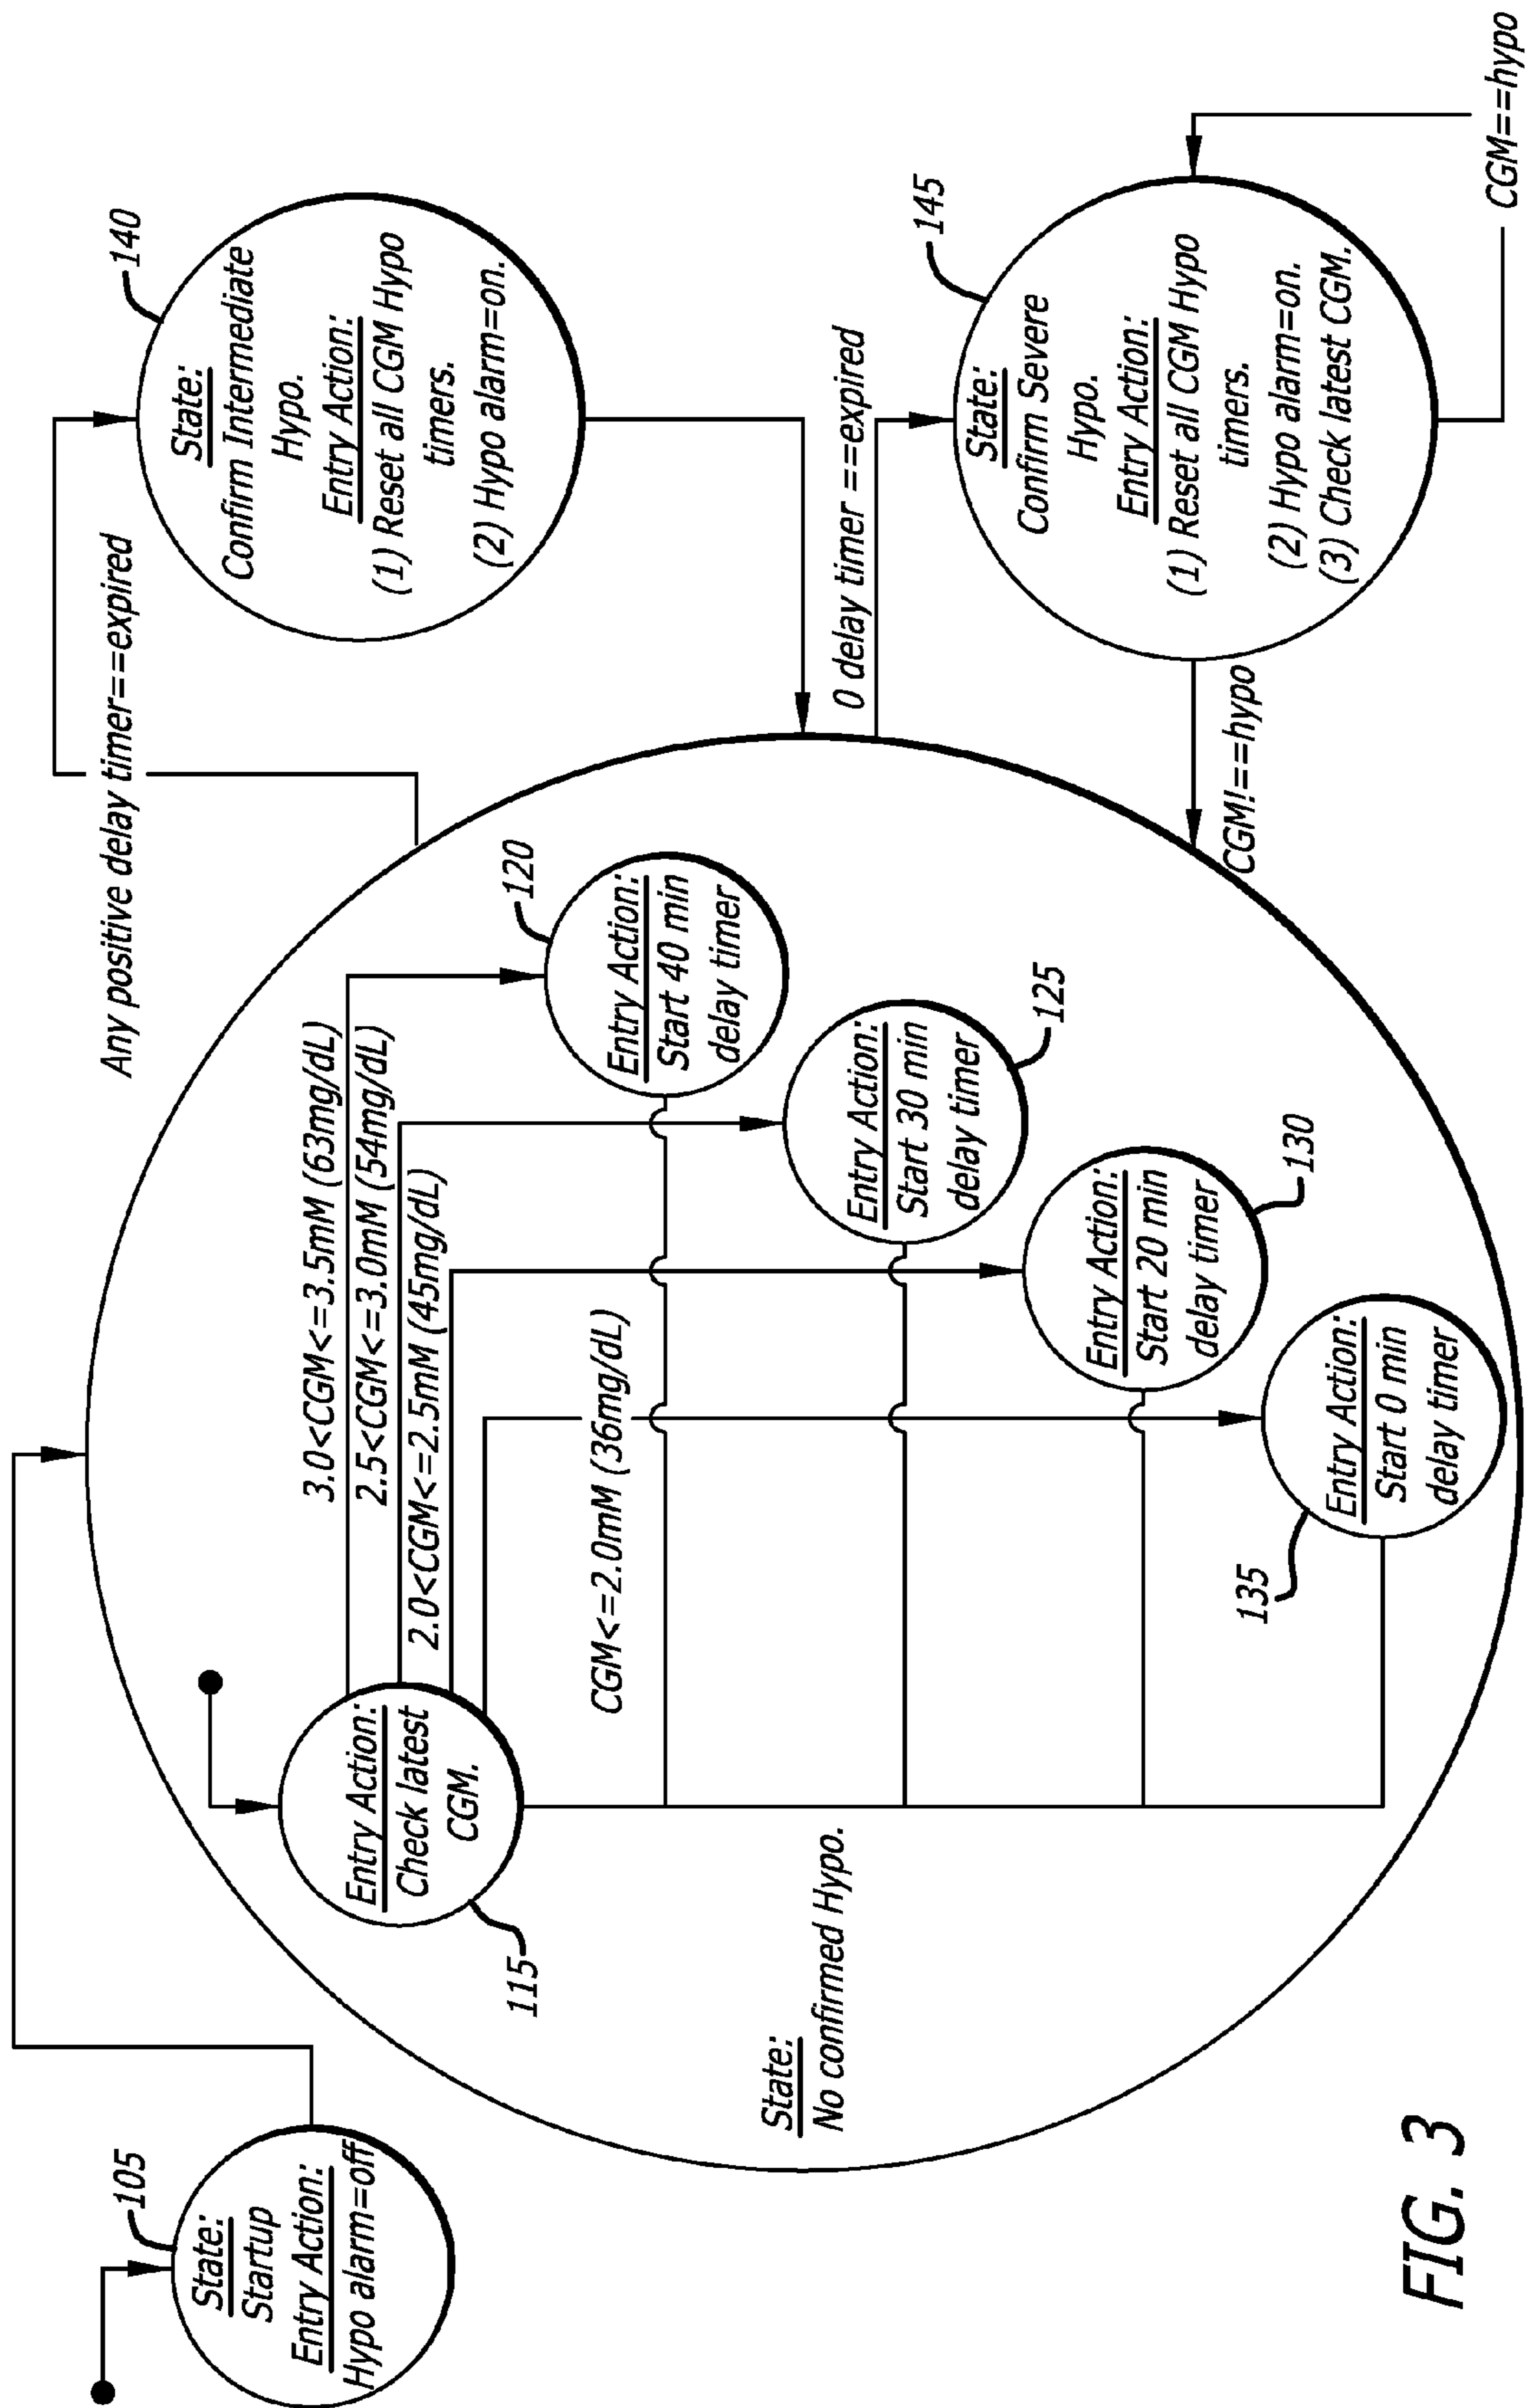 105
State:
Startup
Entry Action:
Hypo alarm=off
State:
No confirmed Hypo.
115
Entry Action:
Check latest
CGM.
3.0<CGM<=3.5mM (63mg/dL)
2.5<CGM<=3.0mM (54mg/dL)
2.0<CGM<=2.5mM (45mg/dL)
CGM<=2.0mM (36mg/dL)
120
Entry Action:
Start 40 min
delay timer
125
Entry Action:
Start 30 min
delay timer
130
Entry Action:
Start 20 min
delay timer
135
Entry Action:
Start 0 min
delay timer
Any positive delay timer==expired
140
State:
Confirm Intermediate
Hypo.
Entry Action:
(1) Reset all CGM Hypo
timers.
(2) Hypo alarm=on.
0 delay timer ==expired
145
State:
Confirm Severe
Hypo.
Entry Action:
(1) Reset all CGM Hypo
timers.
(2) Hypo alarm=on.
(3) Check latest CGM.
CGM!==hypo
CGM==hypo
FIG. 3